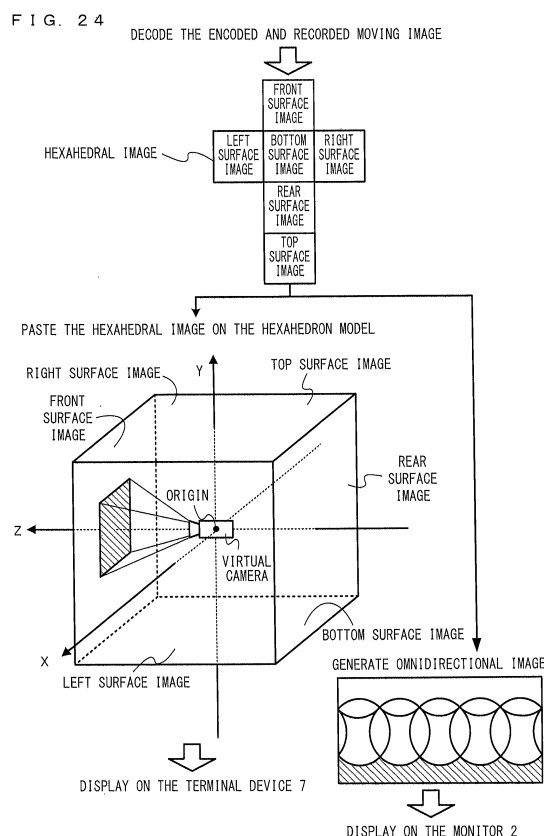 FIG. 24
DECODE THE ENCODED AND RECORDED MOVING IMAGE
FRONT
SURFACE
IMAGE
HEXAHEDRAL IMAGE
LEFT
SURFACE
IMAGE
BOTTOM
SURFACE
IMAGE
RIGHT
SURFACE
IMAGE
REAR
SURFACE
IMAGE
TOP
SURFACE
IMAGE
PASTE THE HEXAHEDRAL IMAGE ON THE HEXAHEDRON MODEL
RIGHT SURFACE IMAGE
Y
TOP SURFACE IMAGE
FRONT
SURFACE
IMAGE
REAR
SURFACE
IMAGE
ORIGIN
Z
VIRTUAL
CAMERA
BOTTOM SURFACE IMAGE
X
LEFT SURFACE IMAGE
GENERATE OMNIDIRECTIONAL IMAGE
DISPLAY ON THE TERMINAL DEVICE 7
DISPLAY ON THE MONITOR 2